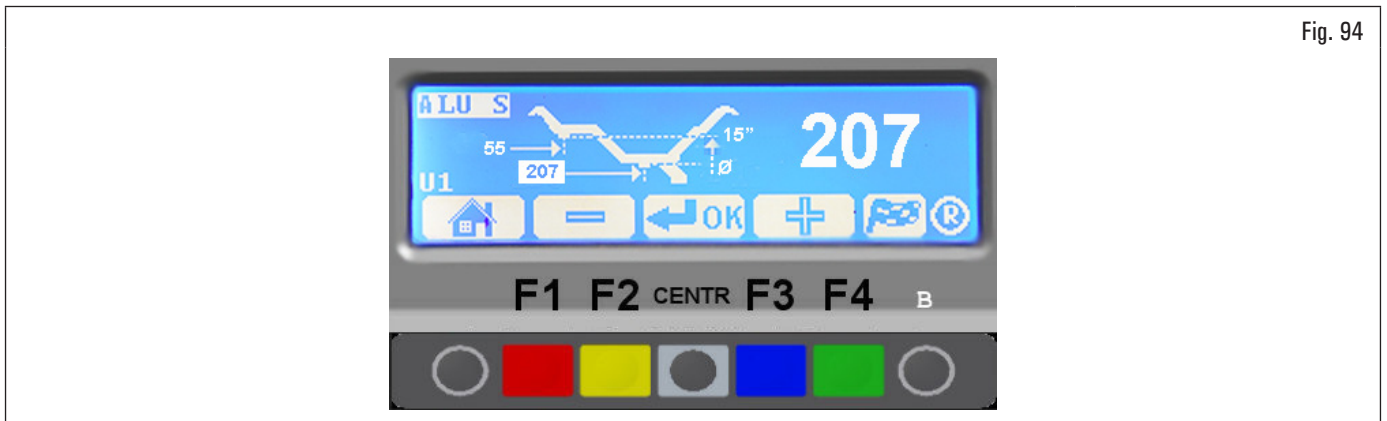 Fig. 94
ALU S
15"
207
55
207
Ø
U1
OK
R
F1 F2 CENTR F3 F4 B